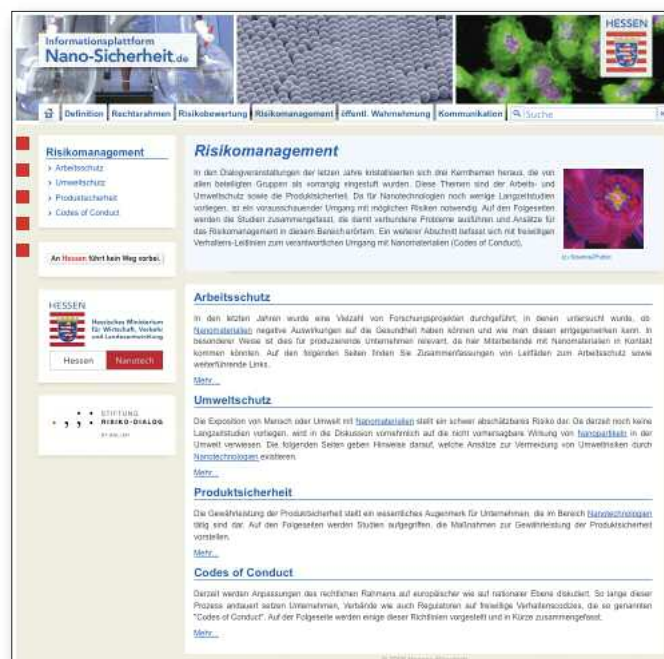 Informationsplattform
Nano-Sicherheit.de
HESSEN
Definition Rechtsrahmen Risikobewertung Risikomanagement öffentl. Wahrnehmung Kommunikation Suche
Risikomanagement
Arbeitsschutz
Umweltschutz
Produktsicherheit
Codes of Conduct
An Hessen führt kein Weg vorbei.
HESSEN
Hessisches Ministerium
für Wirtschaft, Verkehr
und Landesentwicklung
Hessen Nanotech
STIFTUNG
RISIKO-DIALOG
Risikomanagement
In den Dialogveranstaltungen der letzen Jahre kristallisierten sich drei Kernthemen heraus, die von
allen beteiligten Gruppen als vorrangig eingestuft wurden. Diese Themen sind der Arbeits- und
Umweltschutz sowie die Produktsicherheit. Da für Nanotechnologien noch wenige Langzeitstudien
vorliegen, ist ein vorausschauender Umgang mit möglichen Risiken notwendig. Auf den Folgeseiten
werden die Studien zusammengefasst, die damit verbundene Probleme ausführen und Ansätze für
das Risikomanagement in diesem Bereich erörtern. Ein weiterer Abschnitt befasst sich mit freiwilligen
Verhaltens-Leitlinien zum verantwortlichen Umgang mit Nanomaterialien (Codes of Conduct).
Arbeitsschutz
In den letzten Jahren wurde eine Vielzahl von Forschungsprojekten durchgeführt, in denen untersucht wurde, ob
Nanomaterialien negative Auswirkungen auf die Gesundheit haben können und wie man diesen entgegenwirken kann. In
besonderer Weise ist dies für produzierende Unternehmen relevant, da hier Mitarbeitende mit Nanomaterialien in Kontakt
kommen könnten. Auf den folgenden Seiten finden Sie Zusammenfassungen von Leitfäden zum Arbeitsschutz sowie
weiterführende Links.
Mehr...
Umweltschutz
Die Exposition von Mensch oder Umwelt mit Nanomaterialien stellt ein schwer abschätzbares Risiko dar. Da derzeit noch keine
Langzeitstudien vorliegen, wird in die Diskussion vornehmlich auf die nicht vorhersagbare Wirkung von Nanopartikeln in der
Umwelt verwiesen. Die folgenden Seiten geben Hinweise darauf, welche Ansätze zur Vermeidung von Umweltrisiken durch
Nanotechnologien existieren.
Mehr...
Produktsicherheit
Die Gewährleistung der Produktsicherheit stellt ein wesentliches Augenmerk für Unternehmen, die im Bereich Nanotechnologien
tätig sind dar. Auf den Folgeseiten werden Studien aufgegriffen, die Maßnahmen zur Gewährleistung der Produktsicherheit
vorstellen.
Mehr...
Codes of Conduct
Derzeit werden Anpassungen des rechtlichen Rahmens auf europäischer wie auf nationaler Ebene diskutiert. So lange dieser
Prozess andauert setzen Unternehmen, Verbände wie auch Regulatoren auf freiwillige Verhaltenscodizes, die so genannten
"Codes of Conduct". Auf der Folgeseite werden einige dieser Richtlinien vorgestellt und in Kürze zusammengefasst.
Mehr...